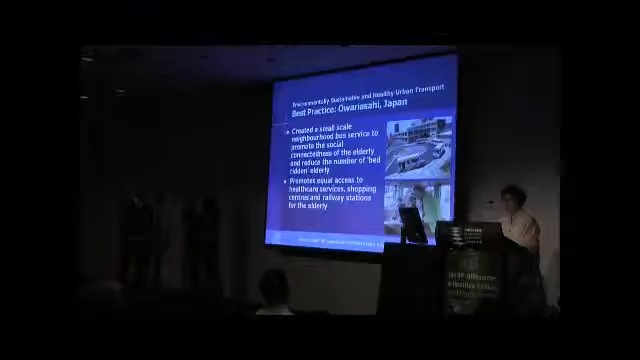 Environmentally Sustainable and Healthy Urban Transport
Best Practice: Owariasahi, Japan
• Created a small scale
neighbourhood bus service to
promote the social
connectedness of the elderly
and reduce the number of 'bed
ridden' elderly
• Promotes equal access to
healthcare services, shopping
centres and railway stations
for the elderly